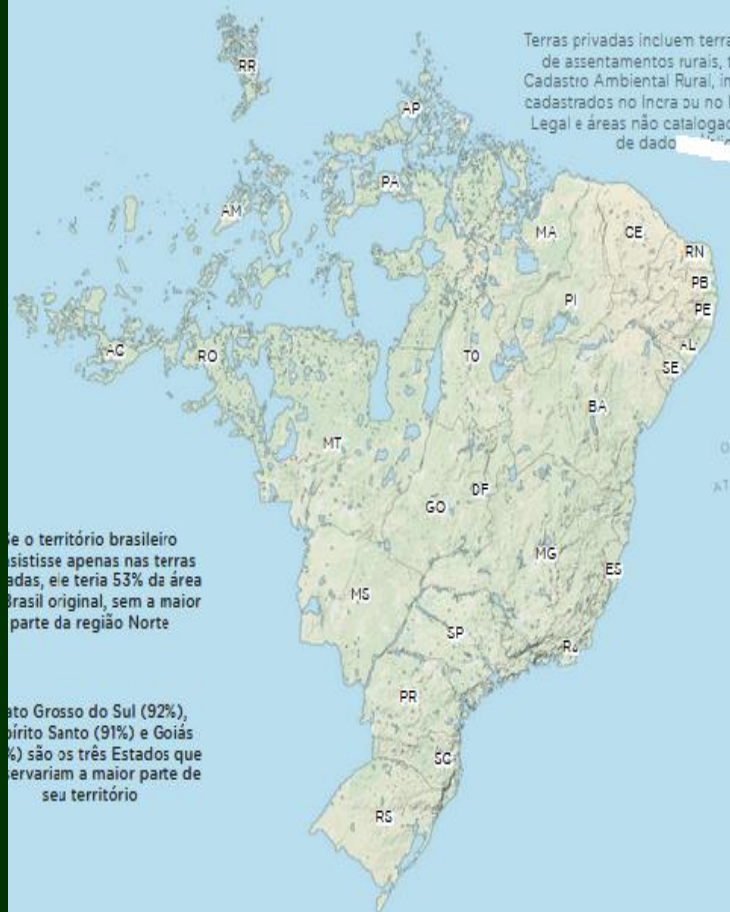 Terras privadas incluem terra
de assentamentos rurais, t
Cadastro Ambiental Rural, i
cadastrados no Incra ou no
Legal e áreas não catalogad
de dado
RR
AP
PA
AM
MA
CE
RN
PB
PI
PE
AL
SE
AC
RO
TO
BA
MT
DF
GO
MG
ES
MS
SP
PR
SC
RS
e o território brasileiro
sistisse apenas nas terras
adas, ele teria 53% da área
Brasil original, sem a maior
parte da região Norte
ato Grosso do Sul (92%),
pírito Santo (91%) e Goiás
%) são os três Estados que
servariam a maior parte de
seu território